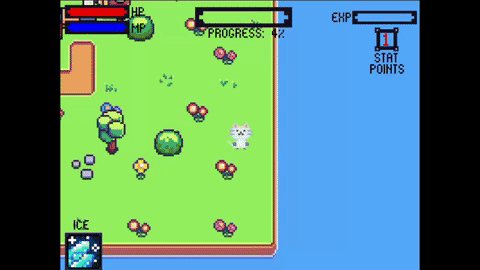 HP
MP
PROGRESS: 4%
EXP
1
STAT
POINTS
ICE